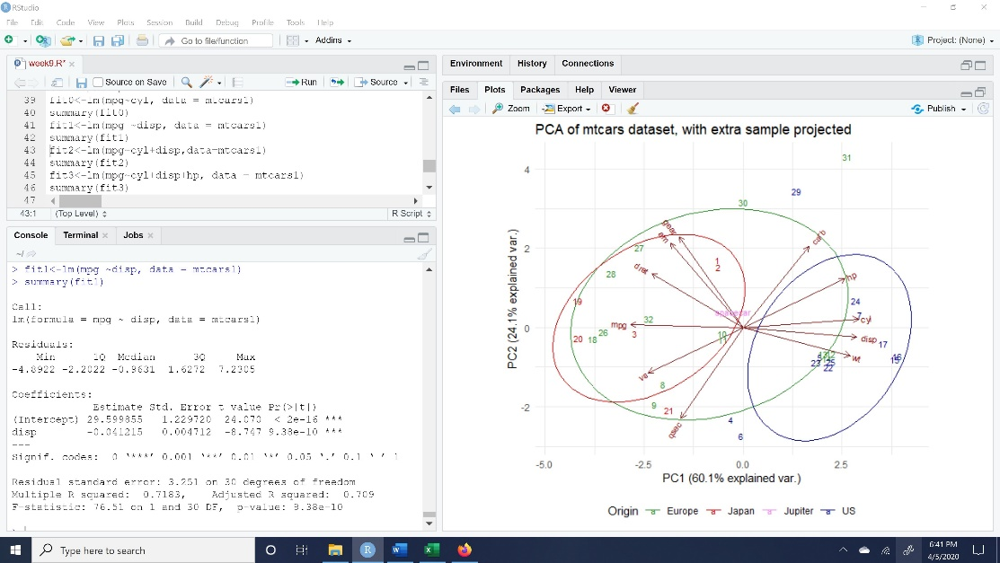 RStudio
File Edit Code View Plots Session Build Debug Profile Tools Help
Go to file/function
Addins
Project: (None)
week9.R*
Source on Save
Run
Source
39 fit0<-lm(mpg~cyl, data = mtcars1)
40 summary(fit0)
41 fit1<-lm(mpg ~disp, data = mtcars1)
42 summary(fit1)
43 fit2<-lm(mpg~cyl+disp,data=mtcars1)
44 summary(fit2)
45 fit3<-lm(mpg~cyl+disp+hp, data = mtcars1)
46 summary(fit3)
47
43:1 (Top Level) R Script
Console Terminal Jobs
~/
> fit1<-lm(mpg ~disp, data = mtcars1)
> summary(fit1)
Call:
lm(formula = mpg ~ disp, data = mtcars1)
Residuals:
Min 1Q Median 3Q Max
-4.8922 -2.2022 -0.9631 1.6272 7.2305
Coefficients:
Estimate Std. Error t value Pr(>|t|)
(Intercept) 29.599855 1.229720 24.070 < 2e-16 ***
disp -0.041215 0.004712 -8.747 9.38e-10 ***
---
Signif. codes: 0 ‘***’ 0.001 ‘**’ 0.01 ‘*’ 0.05 ‘.’ 0.1 ‘ ’ 1
Residual standard error: 3.251 on 30 degrees of freedom
Multiple R-squared: 0.7183, Adjusted R-squared: 0.709
F-statistic: 76.51 on 1 and 30 DF, p-value: 9.38e-10
>
Environment History Connections
Files Plots Packages Help Viewer
Zoom Export Publish
PCA of mtcars dataset, with extra sample projected
PC2 (24.1% explained var.)
4
2
0
-2
31
29
30
gear
am
carb
27
1
2
drat
28
hp
19
24
spacecar
7
cyl
32
mpg
26
3
10
11
disp
20
18
17
wt
16
15
23
25
22
vs
8
9
21
4
qsec
6
-5.0 -2.5 0.0 2.5
PC1 (60.1% explained var.)
Origin a Europe a Japan a Jupiter a US
Type here to search
6:41 PM
4/5/2020